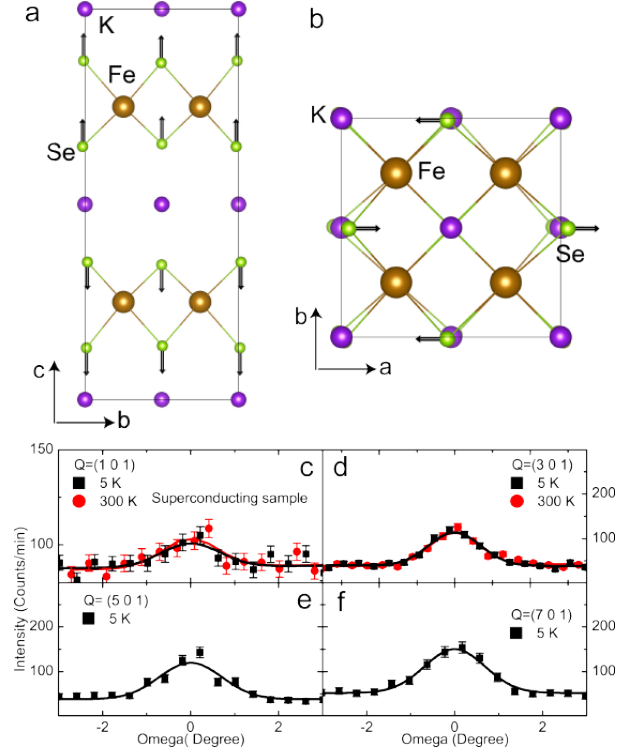 a
K
Fe
Se
c
b
b
K
Fe
Se
b
a
150
100
Intensity (Counts/min)
200
100
c
Q=(1 0 1)
5 K
300 K
Superconducting sample
d
Q=(3 0 1)
5 K
300 K
200
100
e
Q= (5 0 1)
5 K
f
Q=(7 0 1)
5 K
200
100
-2
0
2
Omega( Degree)
-2
0
2
Omega (Degree)